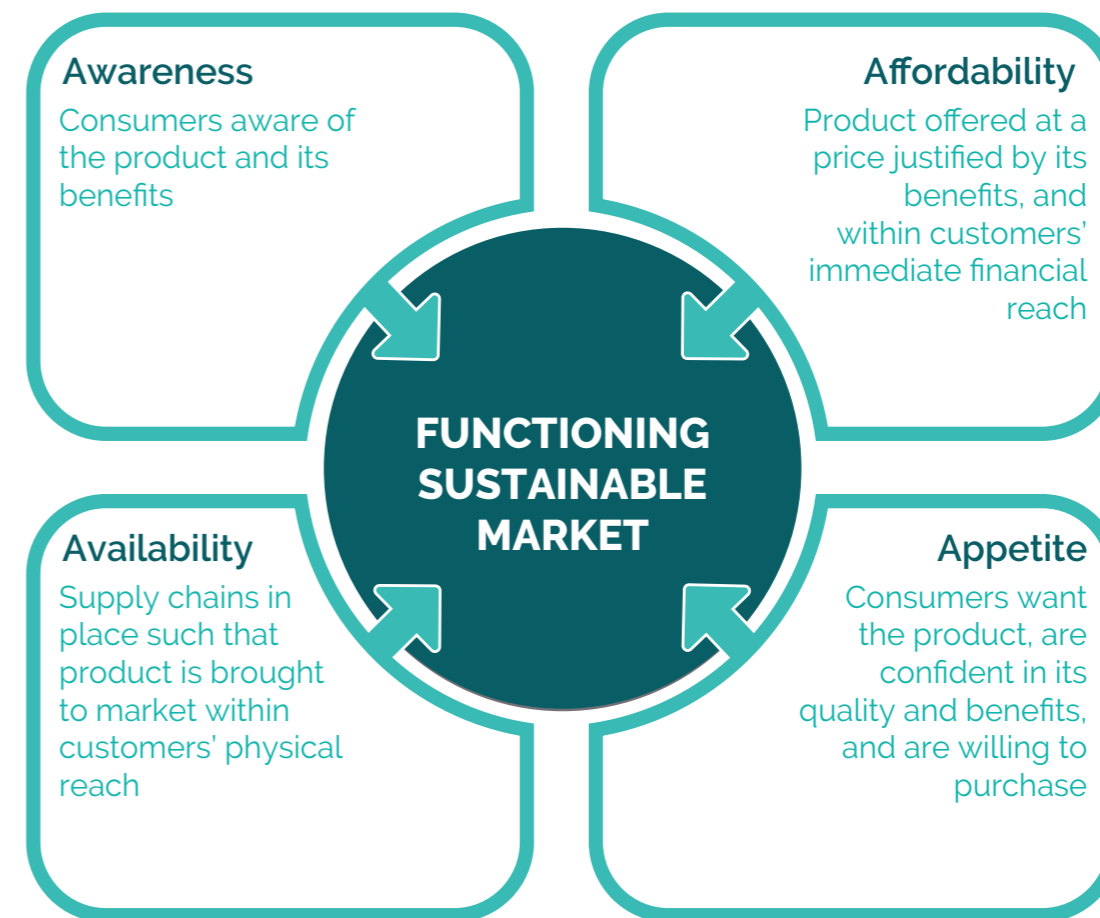 Awareness
Consumers aware of
the product and its
benefits
Affordability
Product offered at a
price justified by its
benefits, and
within customers’
immediate financial
reach
FUNCTIONING
SUSTAINABLE
MARKET
Availability
Supply chains in
place such that
product is brought
to market within
customers’ physical
reach
Appetite
Consumers want
the product, are
confident in its
quality and benefits,
and are willing to
purchase